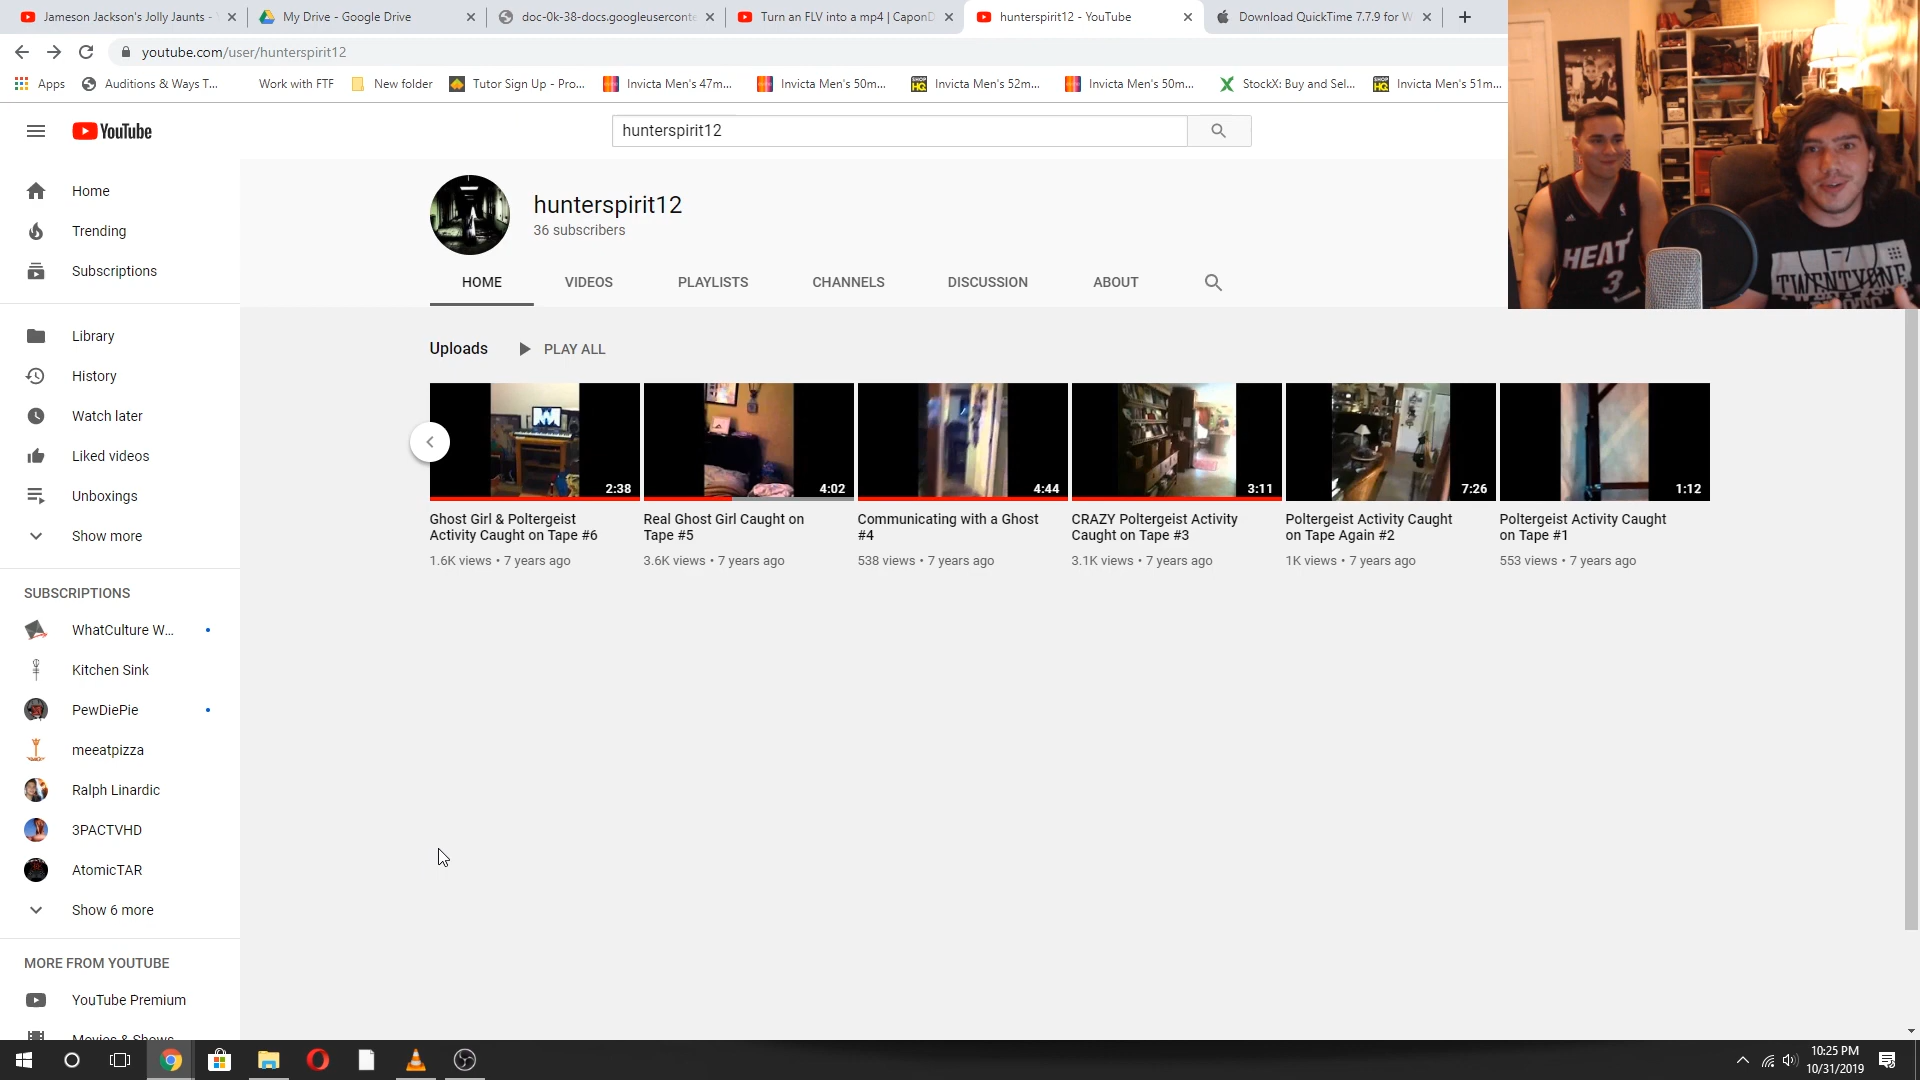 Jameson Jackson's Jolly Jaunts -
My Drive - Google Drive
doc-0k-38-docs.googleuserconte
Turn an FLV into a mp4 | CaponD
hunterspirit12 - YouTube
Download QuickTime 7.7.9 for W
youtube.com/user/hunterspirit12
Apps
Auditions & Ways T...
Work with FTF
New folder
Tutor Sign Up - Pro...
Invicta Men's 47m...
Invicta Men's 50m...
SHOP HQ
Invicta Men's 52m...
Invicta Men's 50m...
StockX: Buy and Sel...
SHOP HQ
Invicta Men's 51m...
YouTube
hunterspirit12
Home
Trending
Subscriptions
Library
History
Watch later
Liked videos
Unboxings
Show more
SUBSCRIPTIONS
WhatCulture W...
Kitchen Sink
PewDiePie
meeatpizza
Ralph Linardic
3PACTVHD
AtomicTAR
Show 6 more
MORE FROM YOUTUBE
YouTube Premium
Movies & Shows
hunterspirit12
36 subscribers
HOME
VIDEOS
PLAYLISTS
CHANNELS
DISCUSSION
ABOUT
Uploads
PLAY ALL
2:38
Ghost Girl & Poltergeist
Activity Caught on Tape #6
1.6K views • 7 years ago
4:02
Real Ghost Girl Caught on
Tape #5
3.6K views • 7 years ago
4:44
Communicating with a Ghost
#4
538 views • 7 years ago
3:11
CRAZY Poltergeist Activity
Caught on Tape #3
3.1K views • 7 years ago
7:26
Poltergeist Activity Caught
on Tape Again #2
1K views • 7 years ago
1:12
Poltergeist Activity Caught
on Tape #1
553 views • 7 years ago
HEAT
3
TWENTYONE
10:25 PM
10/31/2019